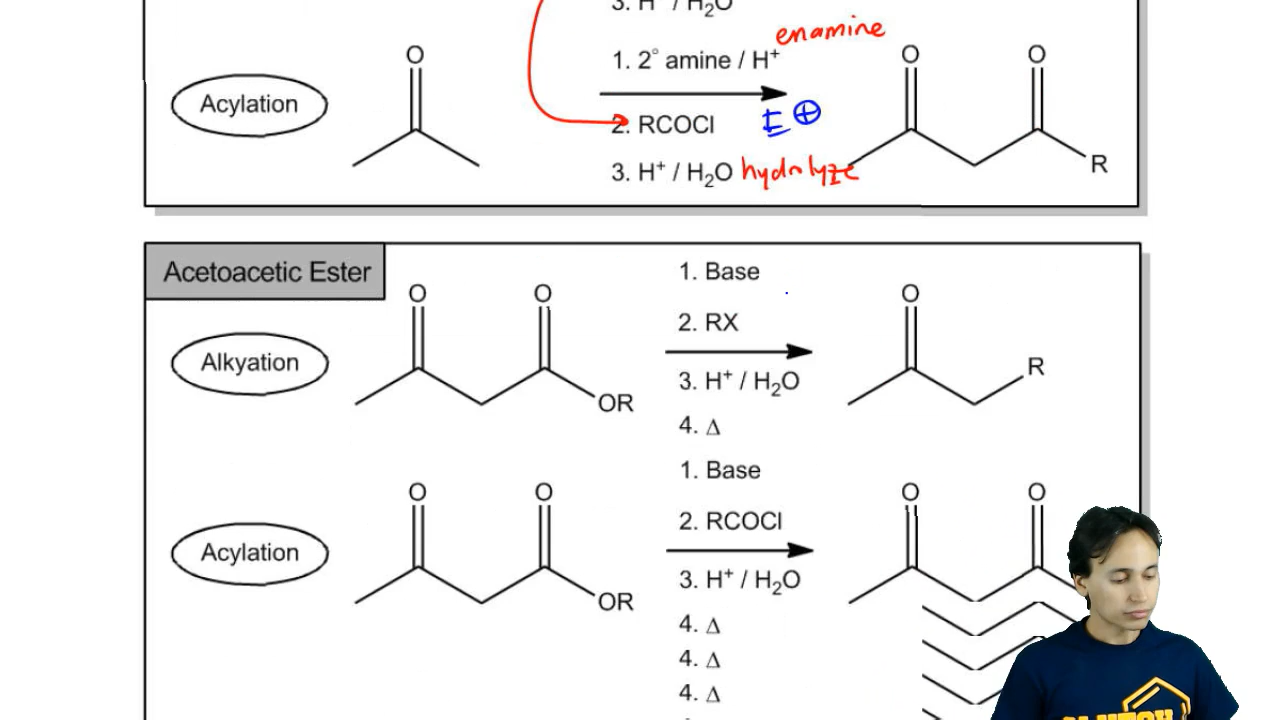 3. H⁺ / H₂O
enamine
1. 2° amine / H⁺
O
O
O
Acylation
2. RCOCl
E ⊕
3. H⁺ / H₂O hydrolyze
R
Acetoacetic Ester
1. Base
O
O
O
2. RX
Alkyation
R
3. H⁺ / H₂O
OR
4. Δ
1. Base
O
O
O
O
2. RCOCl
Acylation
3. H⁺ / H₂O
OR
4. Δ
4. Δ
4. Δ
CLUTCH